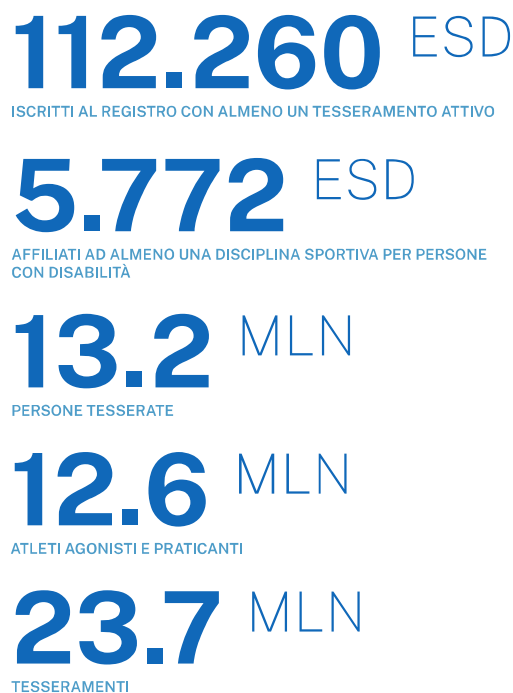 112.260 ESD
ISCRITTI AL REGISTRO CON ALMENO UN TESSERAMENTO ATTIVO
5.772 ESD
AFFILIATI AD ALMENO UNA DISCIPLINA SPORTIVA PER PERSONE
CON DISABILITÀ
13.2 MLN
PERSONE TESSERATE
12.6 MLN
ATLETI AGONISTI E PRATICANTI
23.7 MLN
TESSERAMENTI